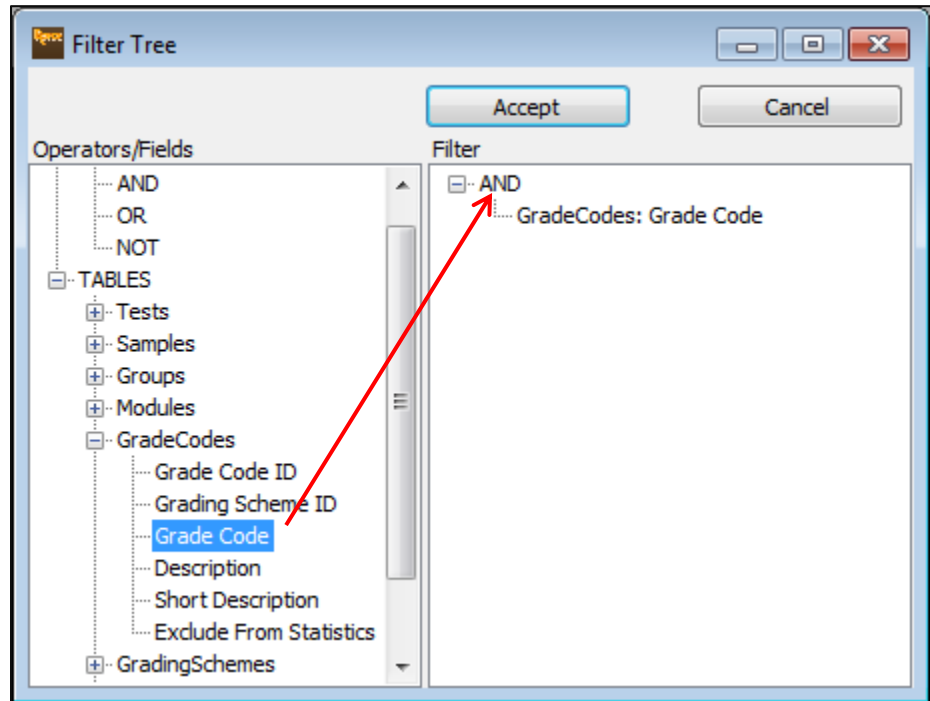 Filter Tree
Accept
Cancel
Operators/Fields
Filter
AND
OR
NOT
TABLES
Tests
Samples
Groups
Modules
GradeCodes
Grade Code ID
Grading Scheme ID
Grade Code
Description
Short Description
Exclude From Statistics
GradingSchemes
AND
GradeCodes: Grade Code